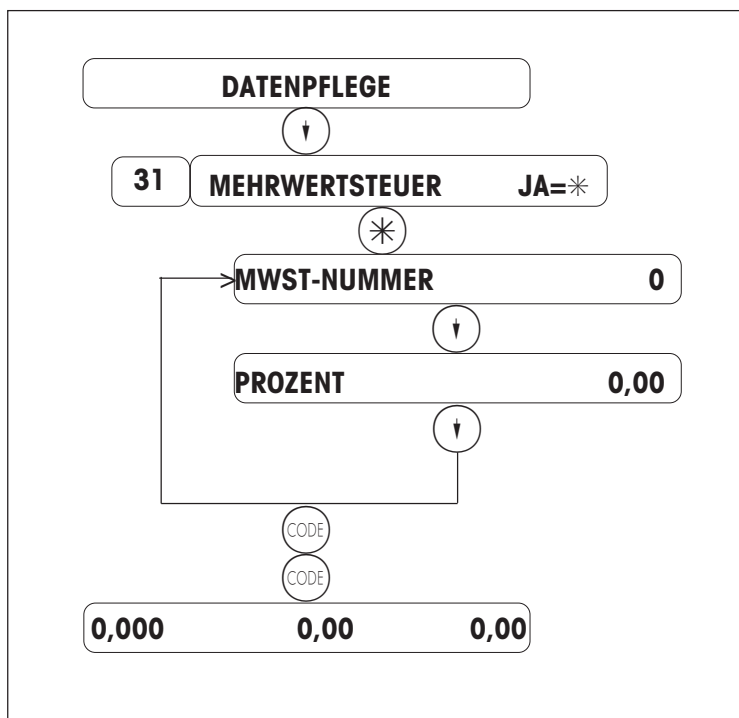 DATENPFLEGE
31 MEHRWERTSTEUER JA=✳
✳
MWST-NUMMER 0
PROZENT 0,00
CODE
CODE
0,000 0,00 0,00